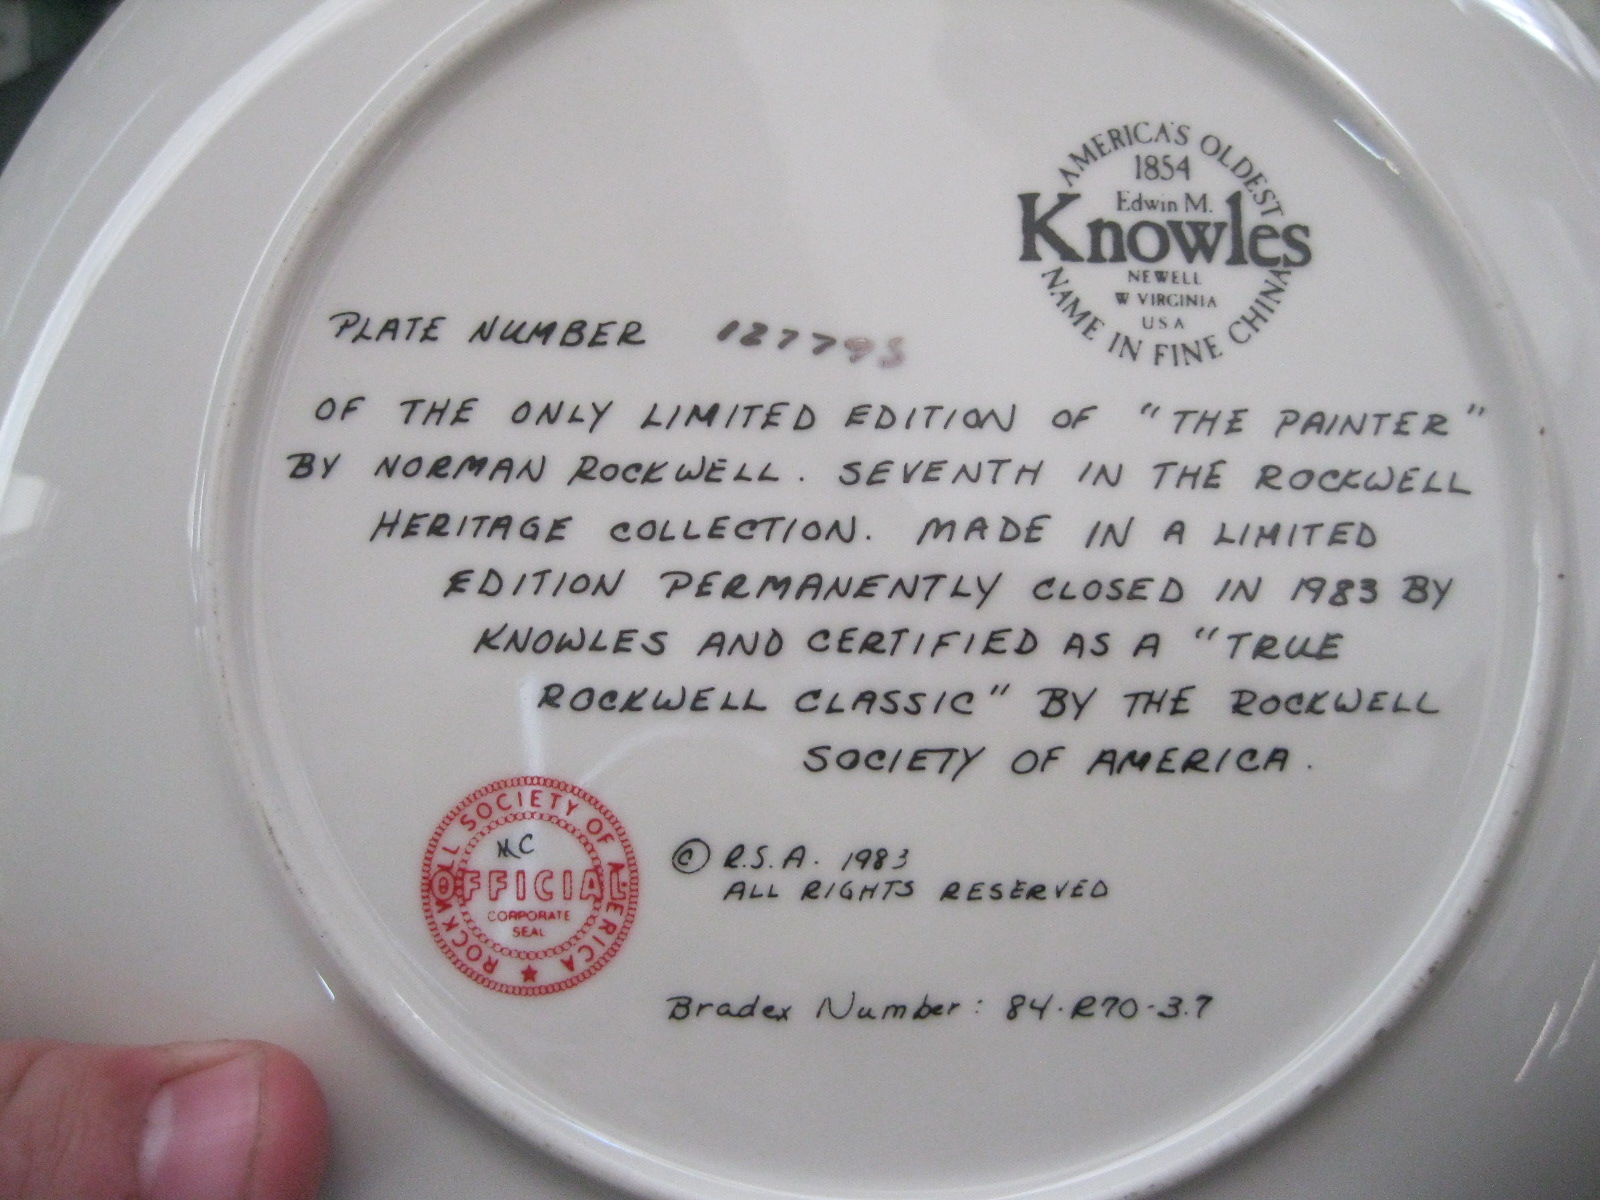 AMERICA'S OLDEST
1854
Edwin M.
Knowles
NEWELL
W VIRGINIA
USA
NAME IN FINE CHINA
PLATE NUMBER
OF THE ONLY LIMITED EDITION OF "THE PAINTER"
BY NORMAN ROCKWELL. SEVENTH IN THE ROCKWELL
HERITAGE COLLECTION. MADE IN A LIMITED
EDITION PERMANENTLY CLOSED IN 1983 BY
KNOWLES AND CERTIFIED AS A "TRUE
ROCKWELL CLASSIC" BY THE ROCKWELL
SOCIETY OF AMERICA.
ROCKWELL SOCIETY OF AMERICA
MC
OFFICIAL
CORPORATE
SEAL
© R.S.A. 1983
ALL RIGHTS RESERVED
Bradex Number: 84-R70-3.7